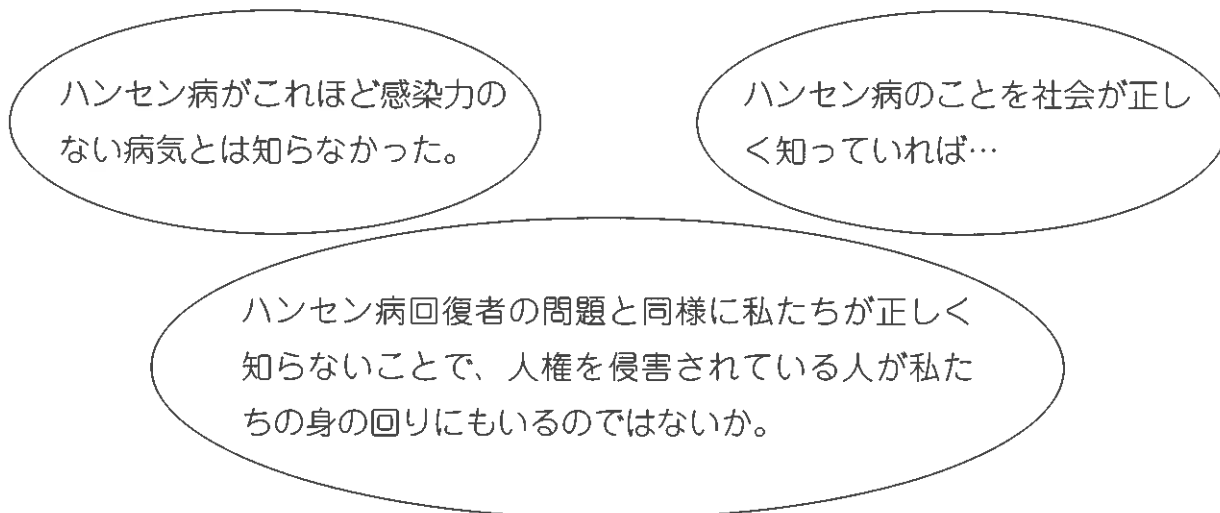 ハンセン病がこれほど感染力の
ない病気とは知らなかった。
ハンセン病のことを社会が正し
く知っていれば…
ハンセン病回復者の問題と同様に私たちが正しく
知らないことで、人権を侵害されている人が私た
ちの身の回りにもいるのではないか。